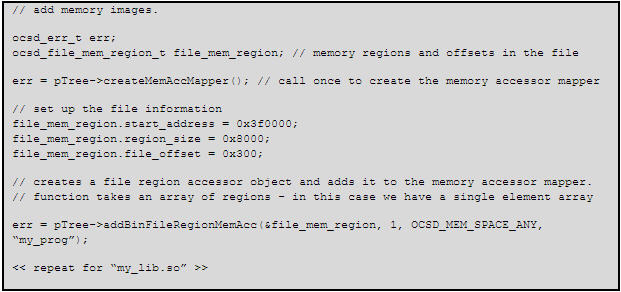 // add memory images.
ocsd_err_t err;
ocsd_file_mem_region_t file_mem_region; // memory regions and offsets in the file
err = pTree->createMemAccMapper(); // call once to create the memory accessor mapper
// set up the file information
file_mem_region.start_address = 0x3f0000;
file_mem_region.region_size = 0x8000;
file_mem_region.file_offset = 0x300;
// creates a file region accessor object and adds it to the memory accessor mapper.
// function takes an array of regions – in this case we have a single element array
err = pTree->addBinFileRegionMemAcc(&file_mem_region, 1, OCSD_MEM_SPACE_ANY,
“my_prog”);
<< repeat for “my_lib.so” >>